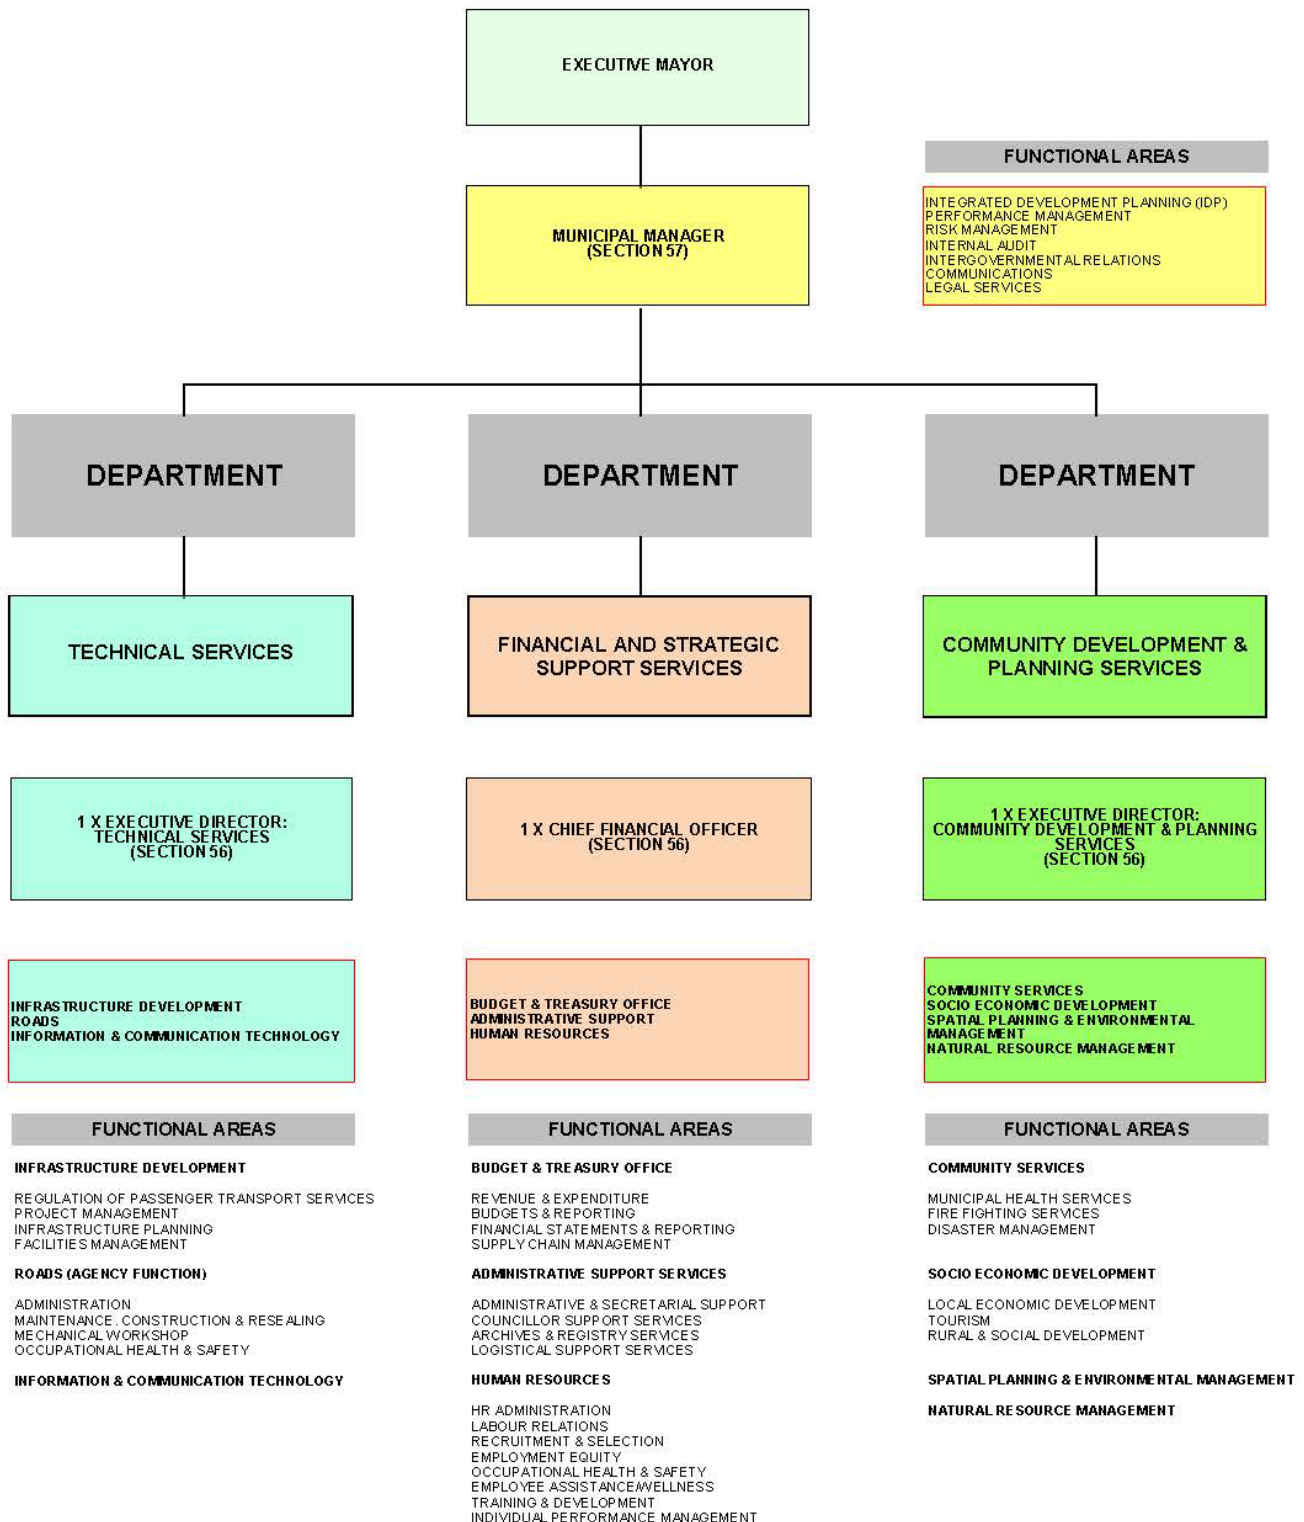 EXECUTIVE MAYOR
FUNCTIONAL AREAS
MUNICIPAL MANAGER
(SECTION 57)
INTEGRATED DEVELOPMENT PLANNING (IDP)
PERFORMANCE MANAGEMENT
RISK MANAGEMENT
INTERNAL AUDIT
INTERGOVERNMENTAL RELATIONS
COMMUNICATIONS
LEGAL SERVICES
DEPARTMENT
DEPARTMENT
DEPARTMENT
TECHNICAL SERVICES
FINANCIAL AND STRATEGIC
SUPPORT SERVICES
COMMUNITY DEVELOPMENT &
PLANNING SERVICES
1 X EXECUTIVE DIRECTOR:
TECHNICAL SERVICES
(SECTION 56)
1 X CHIEF FINANCIAL OFFICER
(SECTION 56)
1 X EXECUTIVE DIRECTOR:
COMMUNITY DEVELOPMENT & PLANNING
SERVICES
(SECTION 56)
INFRASTRUCTURE DEVELOPMENT
ROADS
INFORMATION & COMMUNICATION TECHNOLOGY
BUDGET & TREASURY OFFICE
ADMINISTRATIVE SUPPORT
HUMAN RESOURCES
COMMUNITY SERVICES
SOCIO ECONOMIC DEVELOPMENT
SPATIAL PLANNING & ENVIRONMENTAL
MANAGEMENT
NATURAL RESOURCE MANAGEMENT
FUNCTIONAL AREAS
INFRASTRUCTURE DEVELOPMENT
REGULATION OF PASSENGER TRANSPORT SERVICES
PROJECT MANAGEMENT
INFRASTRUCTURE PLANNING
FACILITIES MANAGEMENT
ROADS (AGENCY FUNCTION)
ADMINISTRATION
MAINTENANCE. CONSTRUCTION & RESEALING
MECHANICAL WORKSHOP
OCCUPATIONAL HEALTH & SAFETY
INFORMATION & COMMUNICATION TECHNOLOGY
FUNCTIONAL AREAS
BUDGET & TREASURY OFFICE
REVENUE & EXPENDITURE
BUDGETS & REPORTING
FINANCIAL STATEMENTS & REPORTING
SUPPLY CHAIN MANAGEMENT
ADMINISTRATIVE SUPPORT SERVICES
ADMINISTRATIVE & SECRETARIAL SUPPORT
COUNCILLOR SUPPORT SERVICES
ARCHIVES & REGISTRY SERVICES
LOGISTICAL SUPPORT SERVICES
HUMAN RESOURCES
HR ADMINISTRATION
LABOUR RELATIONS
RECRUITMENT & SELECTION
EMPLOYMENT EQUITY
OCCUPATIONAL HEALTH & SAFETY
EMPLOYEE ASSISTANCE/WELLNESS
TRAINING & DEVELOPMENT
INDIVIDUAL PERFORMANCE MANAGEMENT
FUNCTIONAL AREAS
COMMUNITY SERVICES
MUNICIPAL HEALTH SERVICES
FIRE FIGHTING SERVICES
DISASTER MANAGEMENT
SOCIO ECONOMIC DEVELOPMENT
LOCAL ECONOMIC DEVELOPMENT
TOURISM
RURAL & SOCIAL DEVELOPMENT
SPATIAL PLANNING & ENVIRONMENTAL MANAGEMENT
NATURAL RESOURCE MANAGEMENT